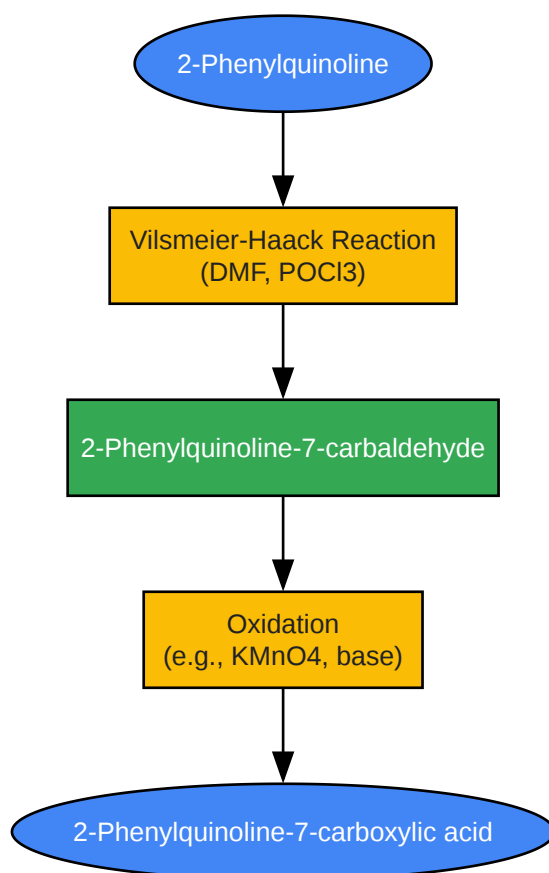 2-Phenylquinoline
Vilsmeier-Haack Reaction
(DMF, POCl3)
2-Phenylquinoline-7-carbaldehyde
Oxidation
(e.g., KMnO4, base)
2-Phenylquinoline-7-carboxylic acid